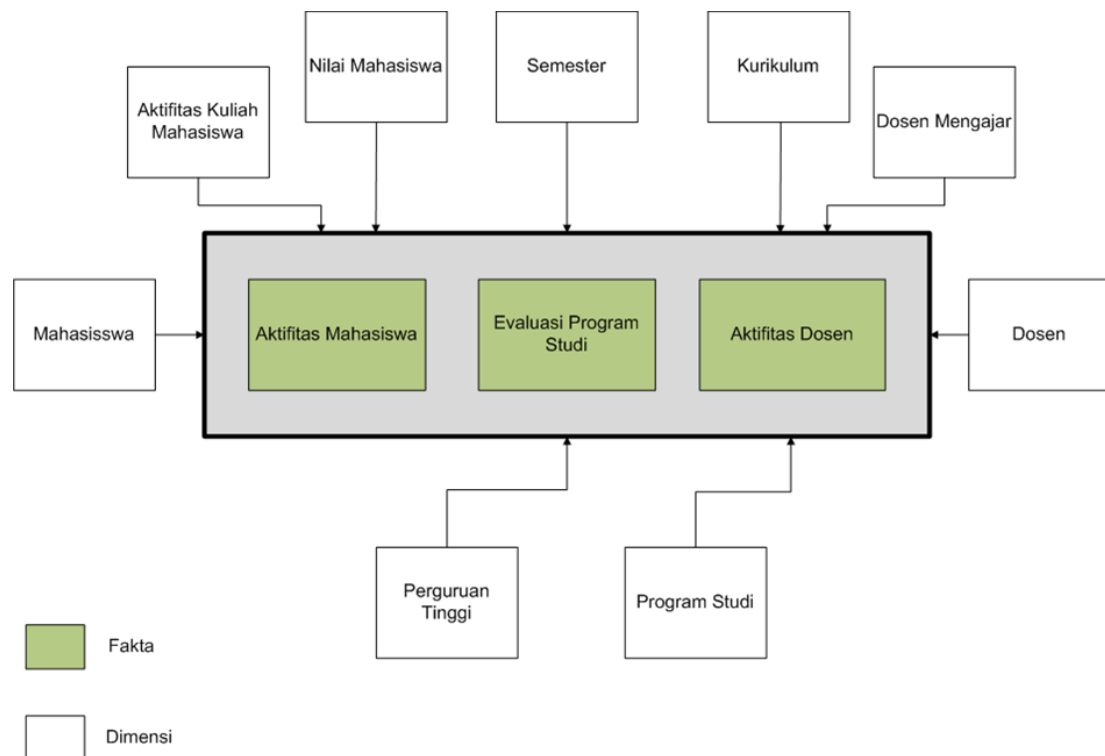 Nilai Mahasiswa
Semester
Kurikulum
Aktifitas Kuliah
Mahasiswa
Dosen Mengajar
Mahasisswa
Aktifitas Mahasiswa
Evaluasi Program
Studi
Aktifitas Dosen
Dosen
Perguruan
Tinggi
Program Studi
Fakta
Dimensi